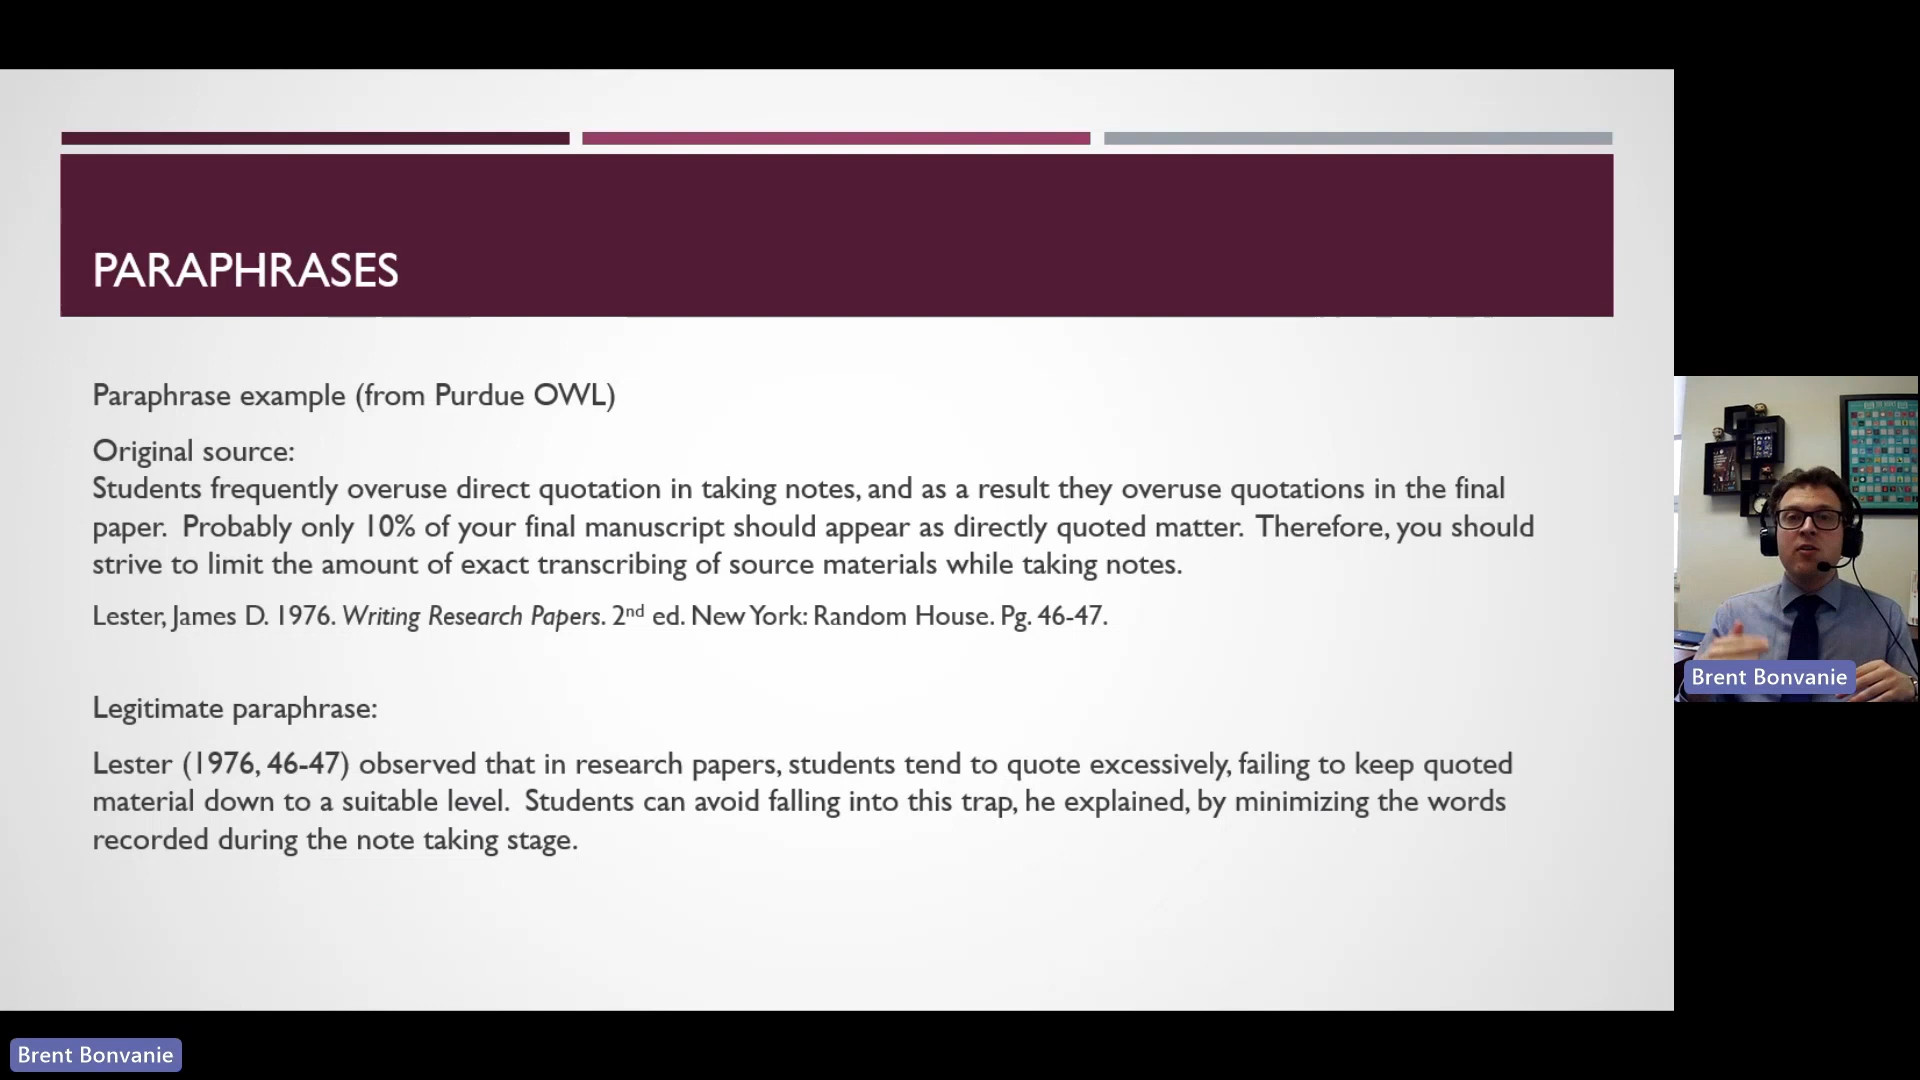 PARAPHRASES
Paraphrase example (from Purdue OWL)
Original source:
Students frequently overuse direct quotation in taking notes, and as a result they overuse quotations in the final
paper.  Probably only 10% of your final manuscript should appear as directly quoted matter.  Therefore, you should
strive to limit the amount of exact transcribing of source materials while taking notes.
Lester, James D. 1976. Writing Research Papers. 2nd ed. New York: Random House. Pg. 46-47.
Legitimate paraphrase:
Lester (1976, 46-47) observed that in research papers, students tend to quote excessively, failing to keep quoted
material down to a suitable level.  Students can avoid falling into this trap, he explained, by minimizing the words
recorded during the note taking stage.
Brent Bonvanie
Brent Bonvanie